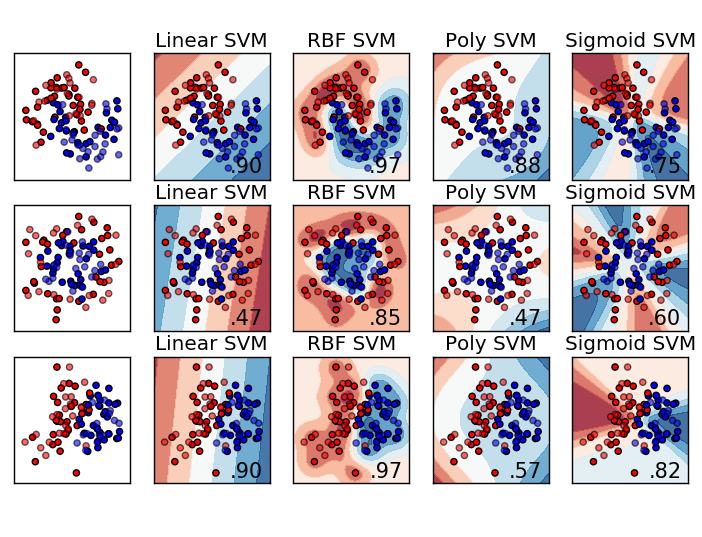 Linear SVM RBF SVM Poly SVM Sigmoid SVM
.90 .97 .88 .75
Linear SVM RBF SVM Poly SVM Sigmoid SVM
.47 .85 .47 .60
Linear SVM RBF SVM Poly SVM Sigmoid SVM
.90 .97 .57 .82